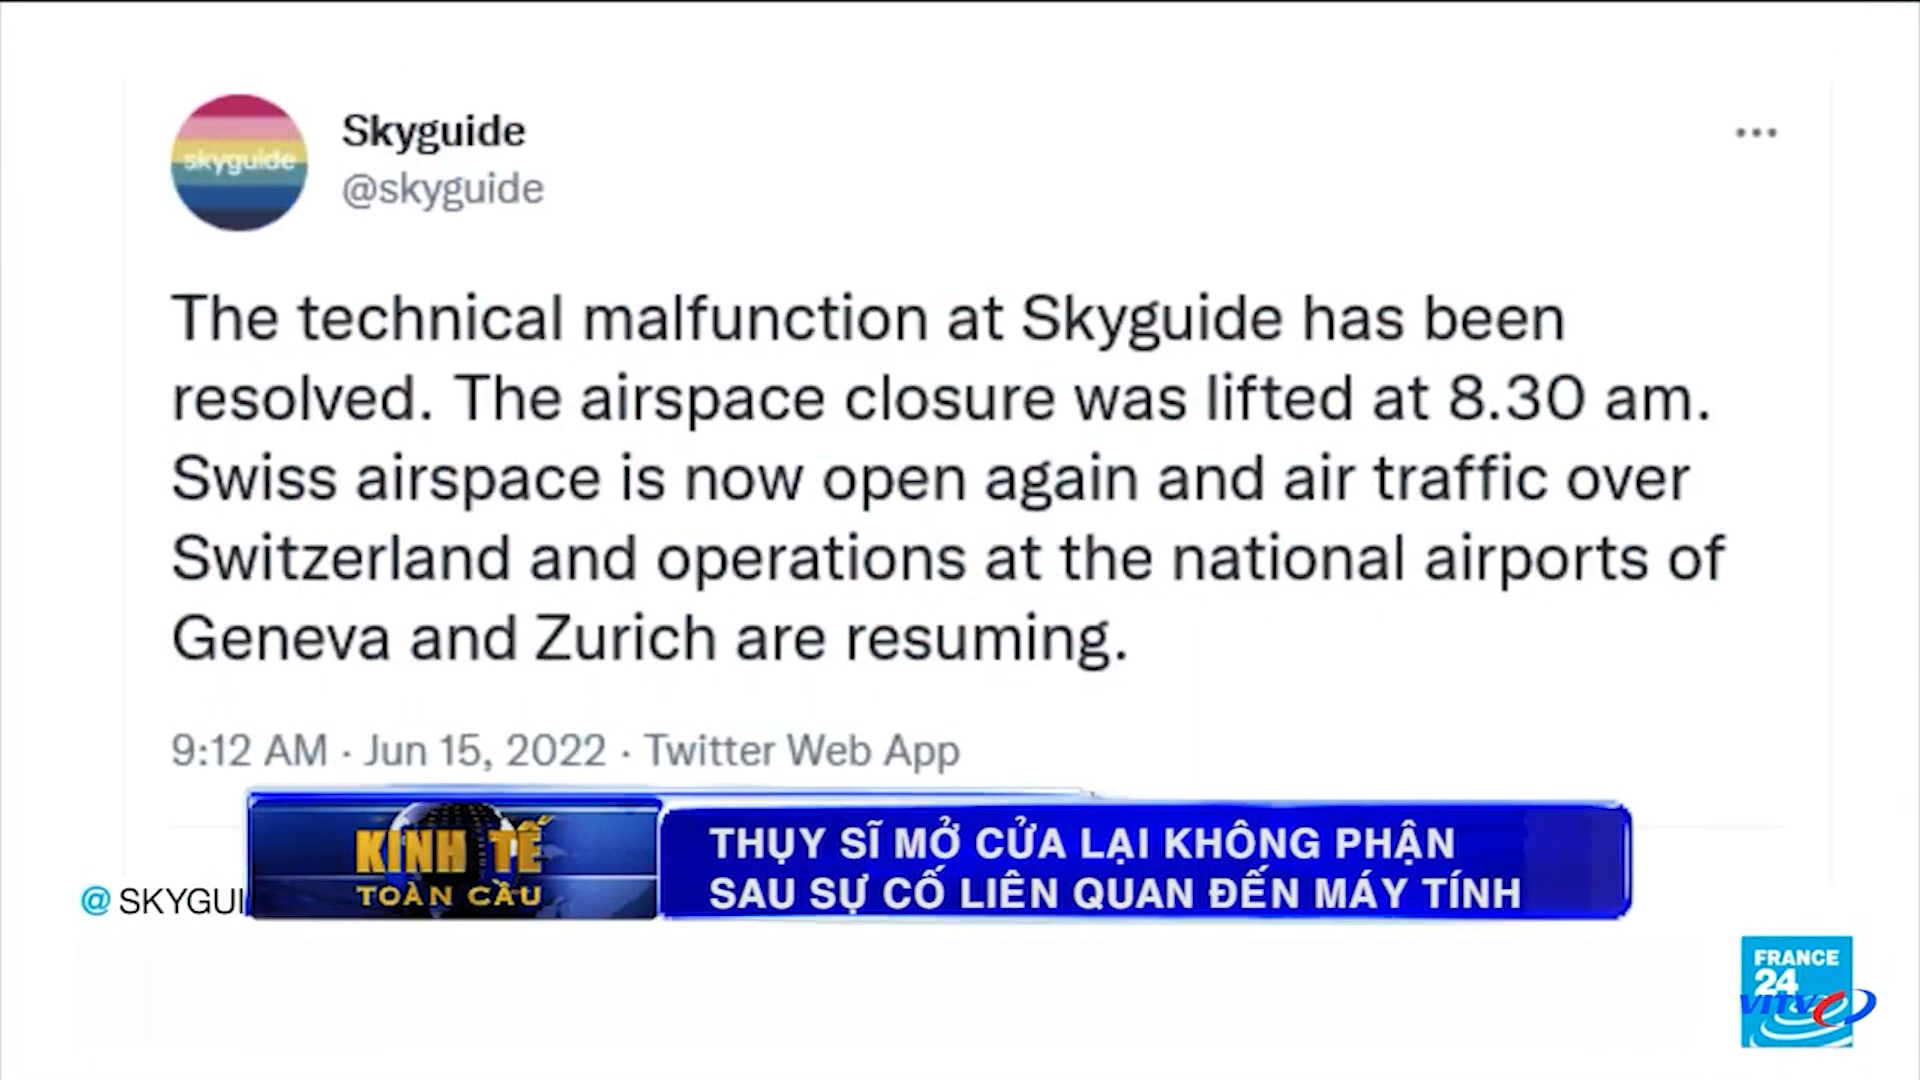 skyguide
Skyguide
@skyguide
The technical malfunction at Skyguide has been
resolved. The airspace closure was lifted at 8.30 am.
Swiss airspace is now open again and air traffic over
Switzerland and operations at the national airports of
Geneva and Zurich are resuming.
9:12 AM · Jun 15, 2022 · Twitter Web App
KINH TẾ
TOÀN CẦU
THỤY SĨ MỞ CỬA LẠI KHÔNG PHẬN
SAU SỰ CỐ LIÊN QUAN ĐẾN MÁY TÍNH
@ SKYGUI
FRANCE
24
VITV